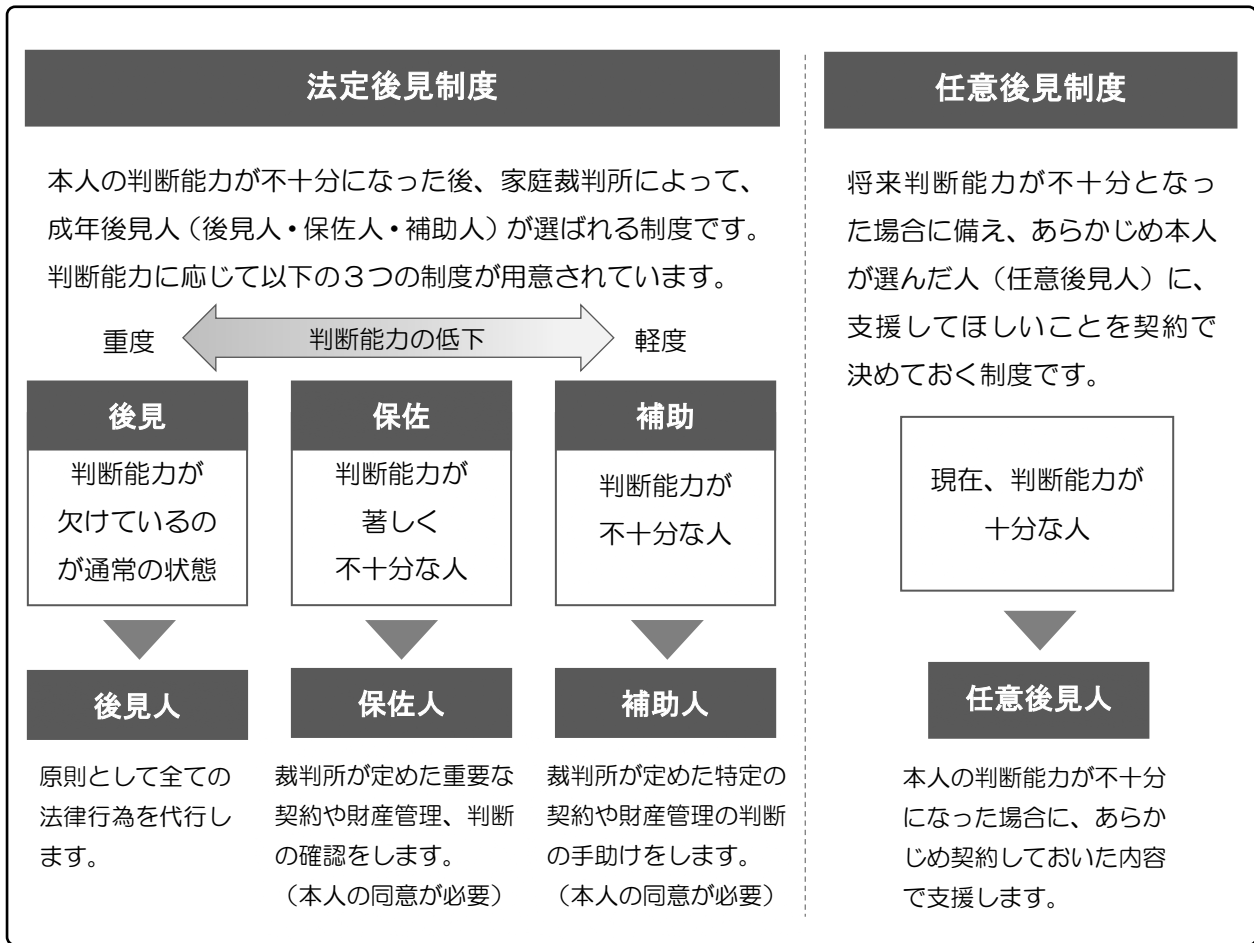 法定後見制度
本人の判断能力が不十分になった後、家庭裁判所によって、
成年後見人（後見人・保佐人・補助人）が選ばれる制度です。
判断能力に応じて以下の３つの制度が用意されています。
重度
判断能力の低下
軽度
後見
判断能力が
欠けているの
が通常の状態
後見人
原則として全ての
法律行為を代行し
ます。
保佐
判断能力が
著しく
不十分な人
保佐人
裁判所が定めた重要な
契約や財産管理、判断
の確認をします。
（本人の同意が必要）
補助
判断能力が
不十分な人
補助人
裁判所が定めた特定の
契約や財産管理の判断
の手助けをします。
（本人の同意が必要）
任意後見制度
将来判断能力が不十分となっ
た場合に備え、あらかじめ本人
が選んだ人（任意後見人）に、
支援してほしいことを契約で
決めておく制度です。
現在、判断能力が
十分な人
任意後見人
本人の判断能力が不十分
になった場合に、あらか
じめ契約しておいた内容
で支援します。